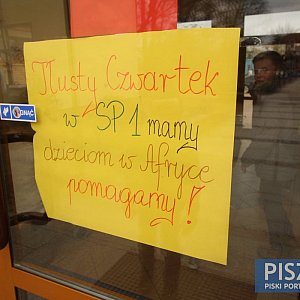 Tłusty Czwartek
w SP 1 mamy
dzieciom w Afryce
pomagamy!
PISZ
PISKI PORT